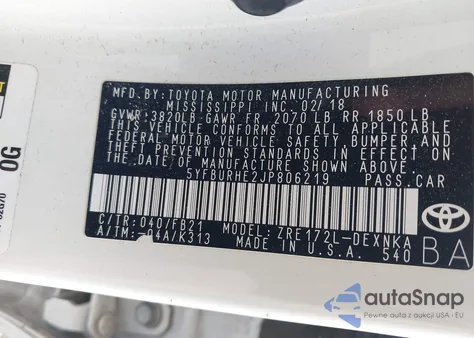 MFD. BY: TOYOTA MOTOR MANUFACTURING
MISSISSIPPI INC. 02/18
GVWR: 3820LB-GAWR FR 2070 LB RR 1850 LB
THIS VEHICLE CONFORMS TO ALL APPLICABLE
FEDERAL MOTOR VEHICLE SAFETY, BUMPER, AND
THEFT PREVENTION STANDARDS IN EFFECT
ON THE DATE OF MANUFACTURE SHOWN ABOVE.
5YFBURHE2JP806219 PASS.CAR
C/TR: 040/FB21 ZRE172L-DEXNKA
A/TM: -04A/K313 MADE IN U.S.A. 540
BA
TOYOTA
OG
autoSnap
Pewne auta z aukcji USA